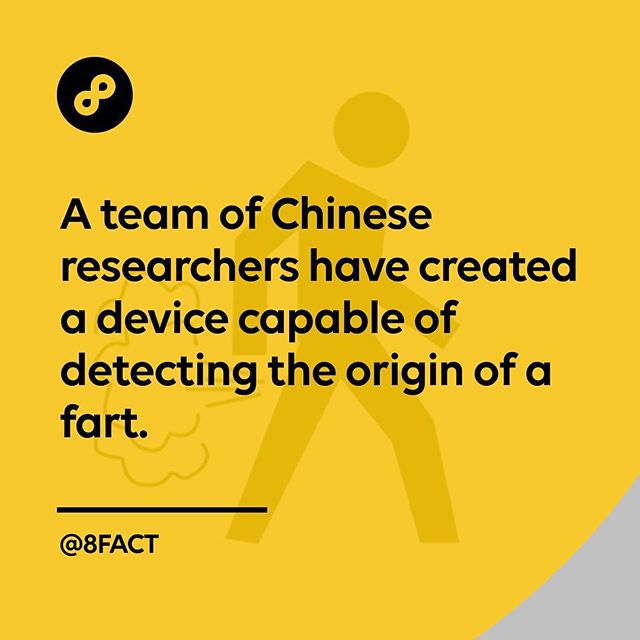 A team of Chinese
researchers have created
a device capable of
detecting the origin of a
fart.
@8FACT